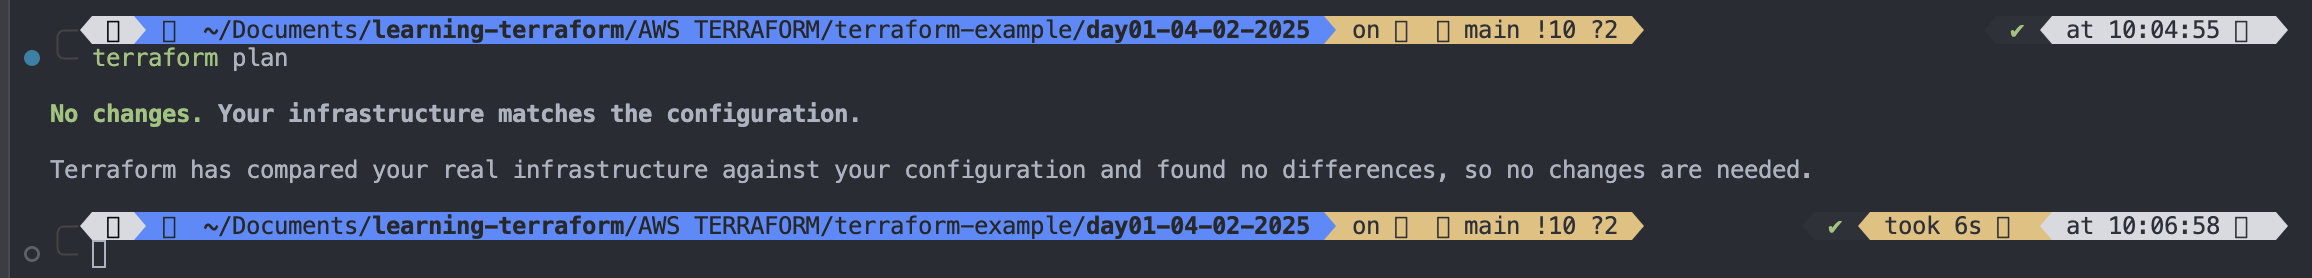 ~/Documents/learning-terraform/AWS TERRAFORM/terraform-example/day01-04-02-2025 on main !10 ?2 ✔ at 10:04:55
terraform plan
No changes. Your infrastructure matches the configuration.
Terraform has compared your real infrastructure against your configuration and found no differences, so no changes are needed.
~/Documents/learning-terraform/AWS TERRAFORM/terraform-example/day01-04-02-2025 on main !10 ?2 ✔ took 6s at 10:06:58